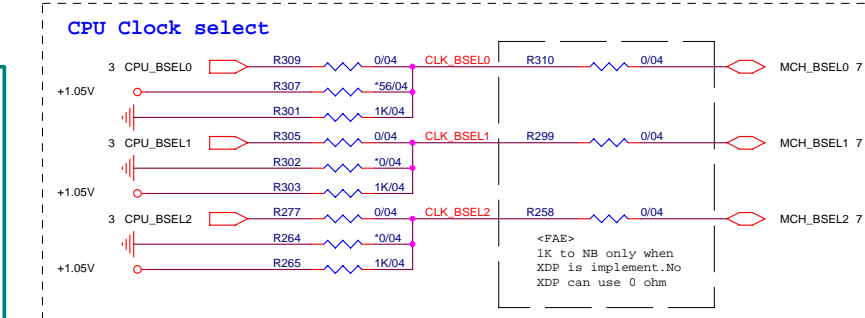 CPU Clock select
3 CPU_BSEL0 R309 0/04 CLK_BSEL0 R310 0/04 MCH_BSEL0 7
+1.05V R307 *56/04
R301 1K/04
3 CPU_BSEL1 R305 0/04 CLK_BSEL1 R299 0/04 MCH_BSEL1 7
R302 *0/04
+1.05V R303 1K/04
3 CPU_BSEL2 R277 0/04 CLK_BSEL2 R258 0/04 MCH_BSEL2 7
R264 *0/04
+1.05V R265 1K/04
<FAE>
1K to NB only when
XDP is implement.No
XDP can use 0 ohm